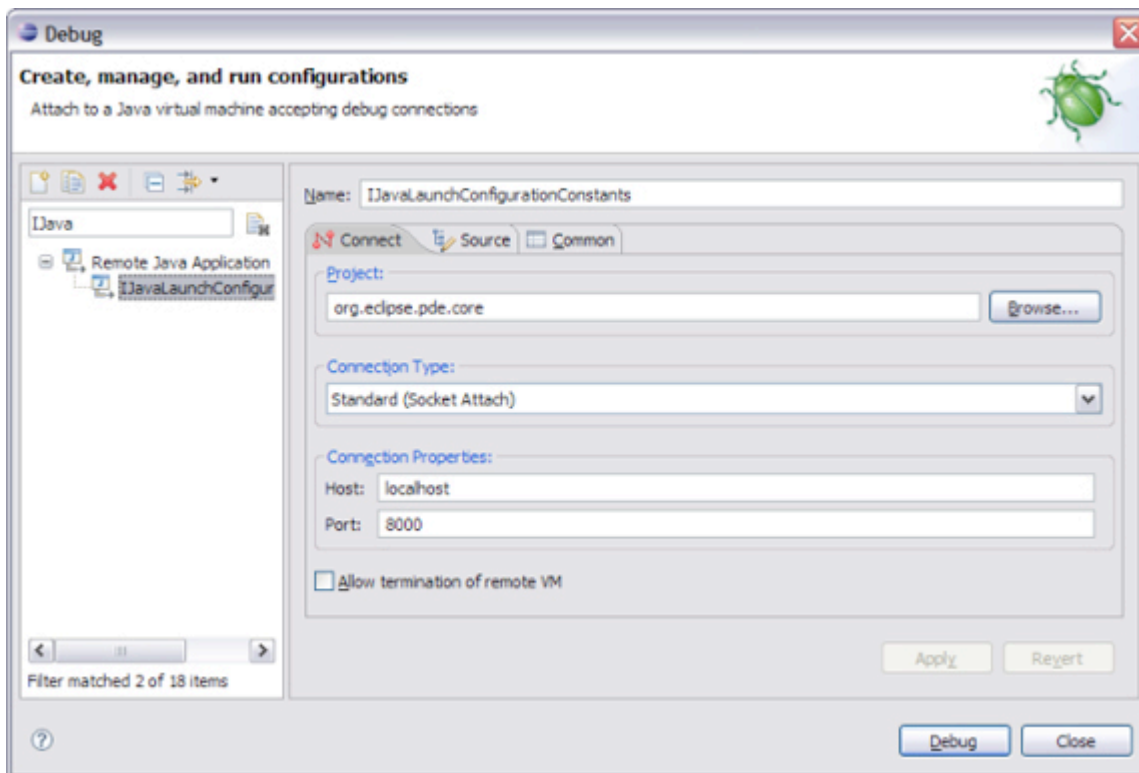 Debug
Create, manage, and run configurations
Attach to a Java virtual machine accepting debug connections
IJava
Remote Java Application
IJavaLaunchConfigur
Filter matched 2 of 18 items
Name: IJavaLaunchConfigurationConstants
Connect Source Common
Project:
org.eclipse.pde.core Browse...
Connection Type:
Standard (Socket Attach)
Connection Properties:
Host: localhost
Port: 8000
Allow termination of remote VM
Apply Revert
? Debug Close